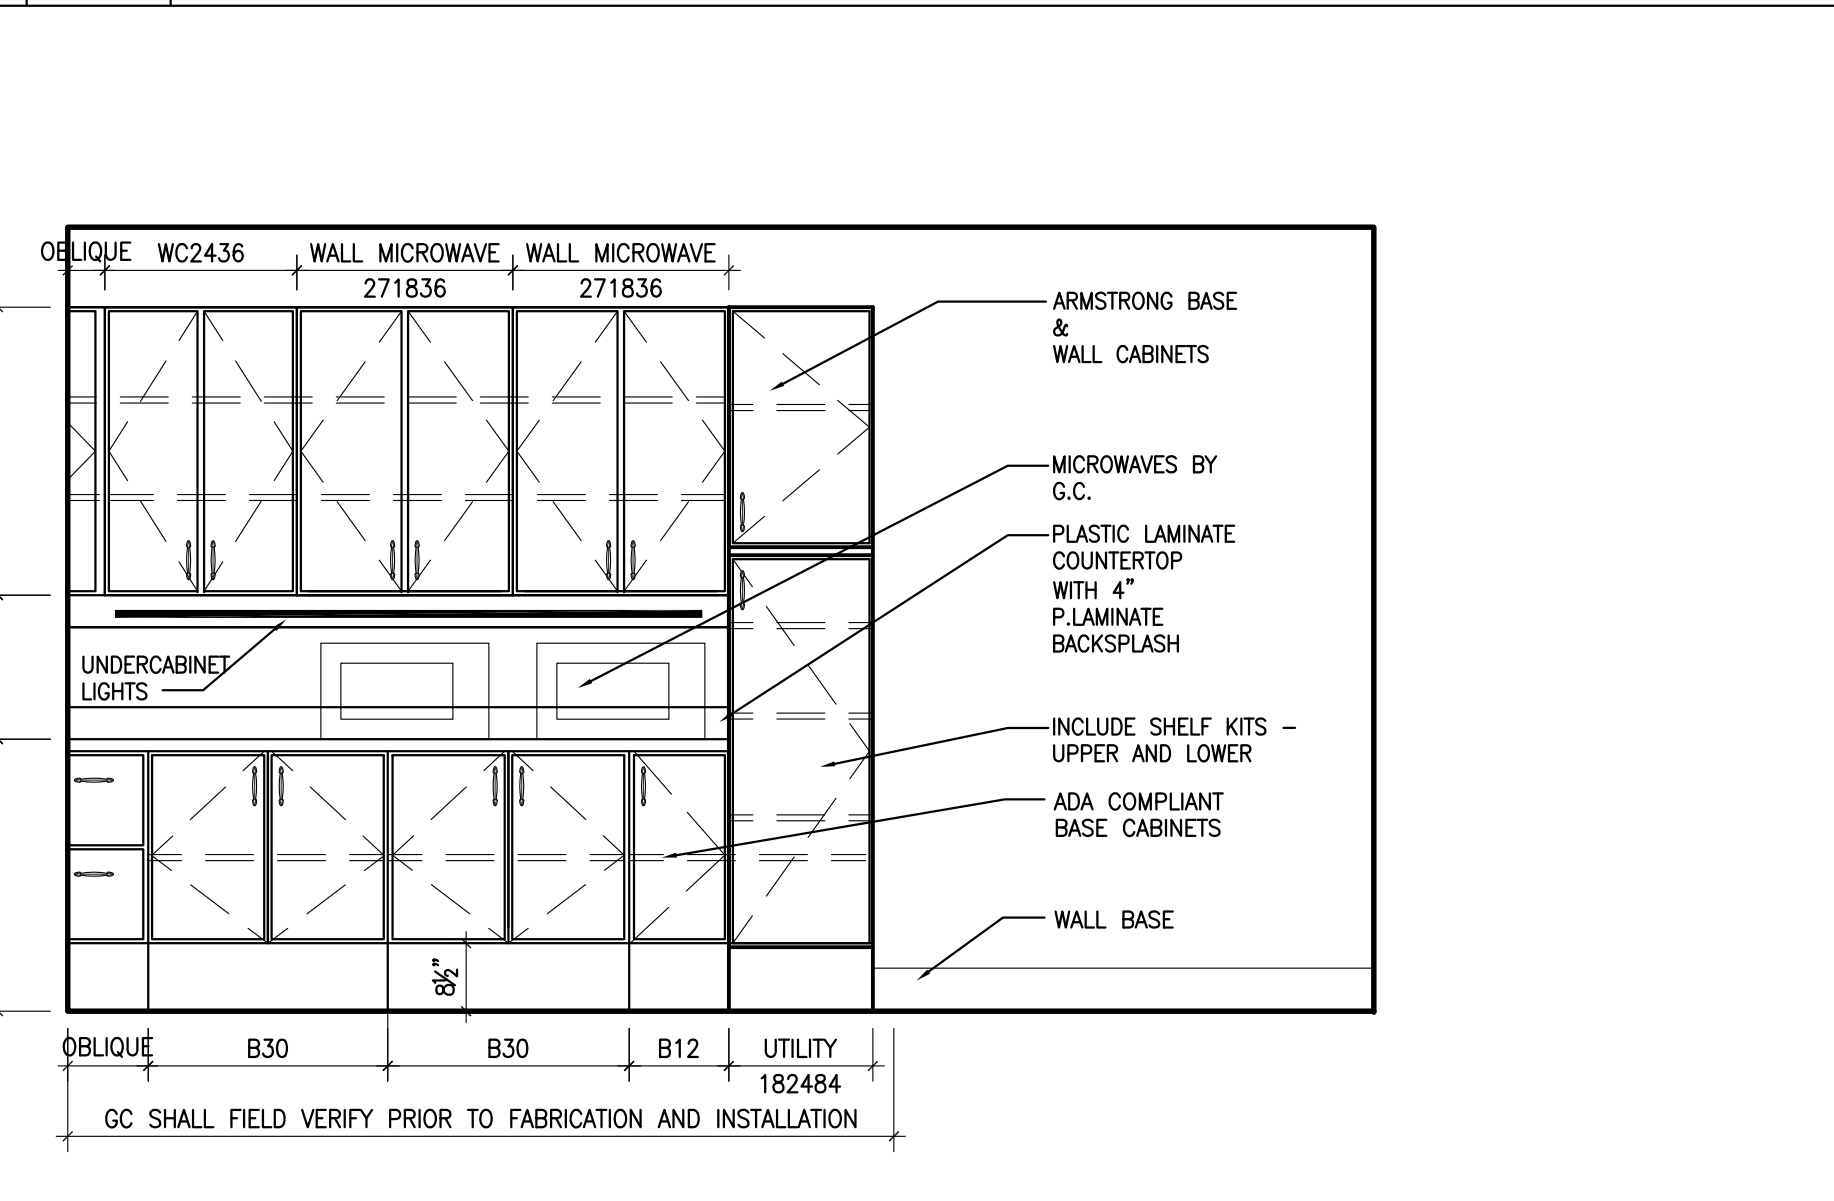 OBLIQUE WC2436 WALL MICROWAVE WALL MICROWAVE
271836 271836
ARMSTRONG BASE
&
WALL CABINETS
MICROWAVES BY
G.C.
PLASTIC LAMINATE
COUNTERTOP
WITH 4"
P.LAMINATE
BACKSPLASH
UNDERCABINET
LIGHTS
INCLUDE SHELF KITS –
UPPER AND LOWER
ADA COMPLIANT
BASE CABINETS
WALL BASE
8½"
OBLIQUE B30 B30 B12 UTILITY
182484
GC SHALL FIELD VERIFY PRIOR TO FABRICATION AND INSTALLATION